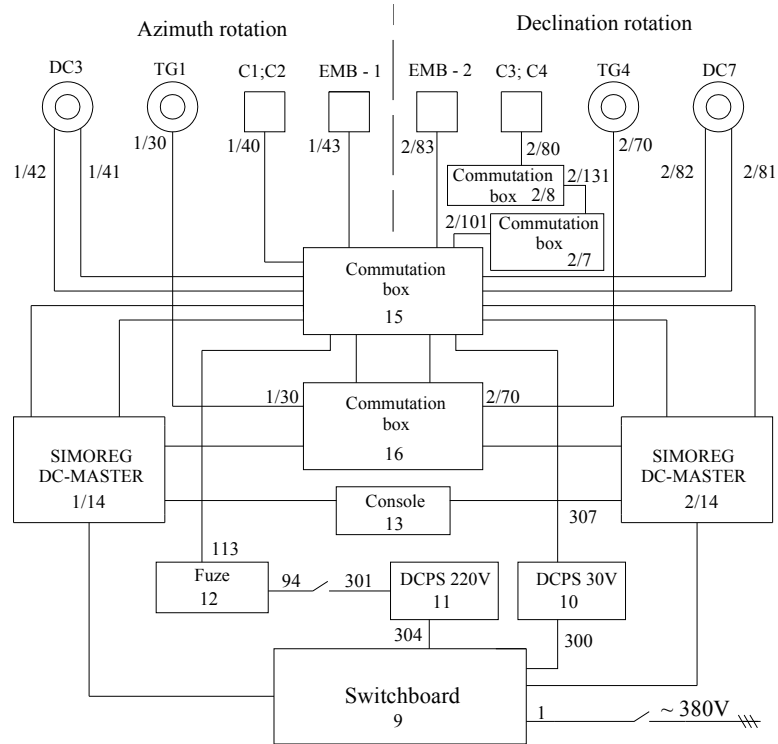 Azimuth rotation
Declination rotation
DC3
TG1
C1;C2
EMB - 1
EMB - 2
C3; C4
TG4
DC7
1/42
1/41
1/30
1/40
1/43
2/83
2/80
2/70
2/82
2/81
Commutation
box 2/8
2/131
2/101
Commutation
box
2/7
Commutation
box
15
1/30
Commutation
box
16
2/70
SIMOREG
DC-MASTER
1/14
SIMOREG
DC-MASTER
2/14
Console
13
307
113
Fuze
12
94
301
DCPS 220V
11
DCPS 30V
10
304
300
Switchboard
9
1
~ 380V